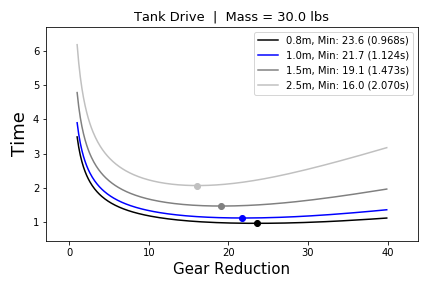 Tank Drive | Mass = 30.0 lbs
0.8m, Min: 23.6 (0.968s)
1.0m, Min: 21.7 (1.124s)
1.5m, Min: 19.1 (1.473s)
2.5m, Min: 16.0 (2.070s)
Time
6
5
4
3
2
1
0 10 20 30 40
Gear Reduction